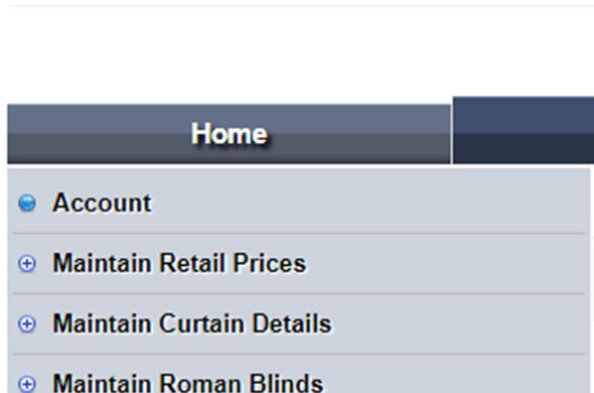 Home
Account
Maintain Retail Prices
Maintain Curtain Details
Maintain Roman Blinds